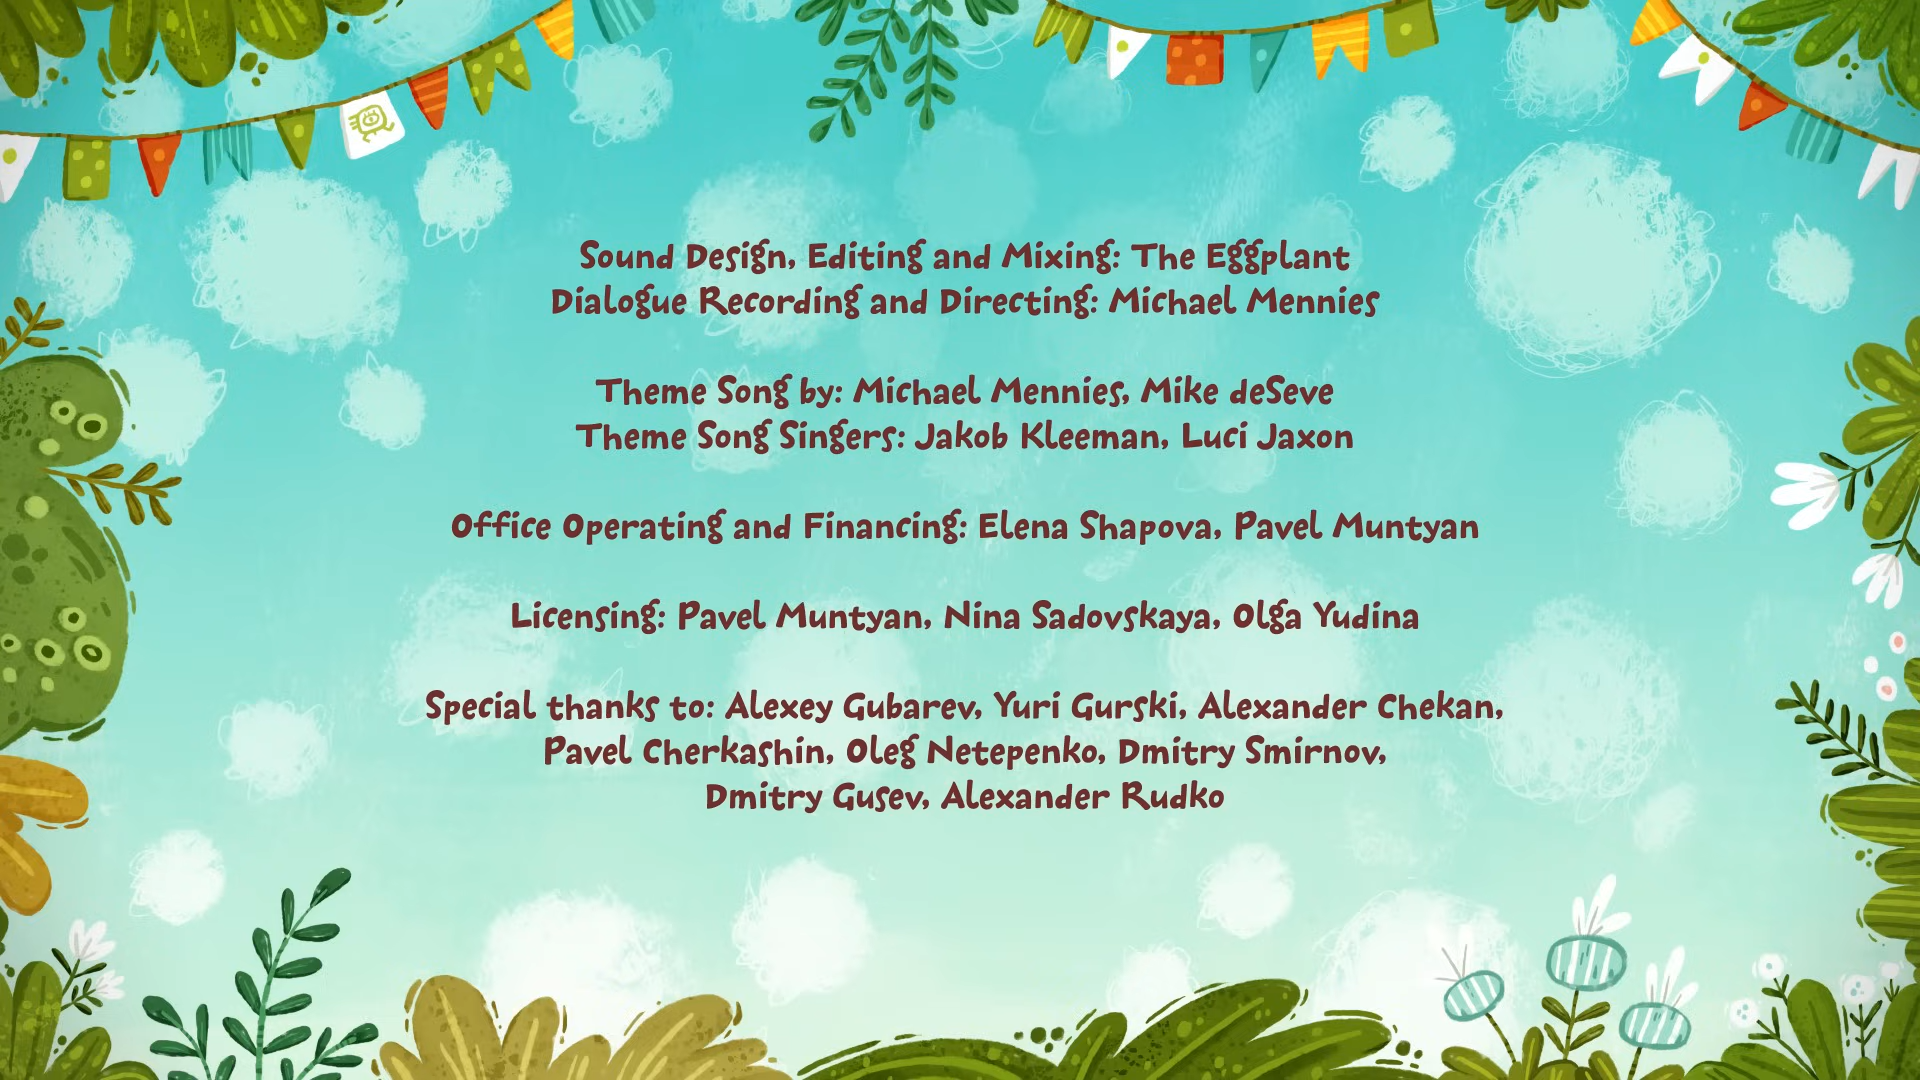 Sound Design, Editing and Mixing: The Eggplant
Dialogue Recording and Directing: Michael Mennies
Theme Song by: Michael Mennies, Mike deSeve
Theme Song Singers: Jakob Kleeman, Luci Jaxon
Office Operating and Financing: Elena Shapova, Pavel Muntyan
Licensing: Pavel Muntyan, Nina Sadovskaya, Olga Yudina
Special thanks to: Alexey Gubarev, Yuri Gurski, Alexander Chekan,
Pavel Cherkashin, Oleg Netepenko, Dmitry Smirnov,
Dmitry Gusev, Alexander Rudko